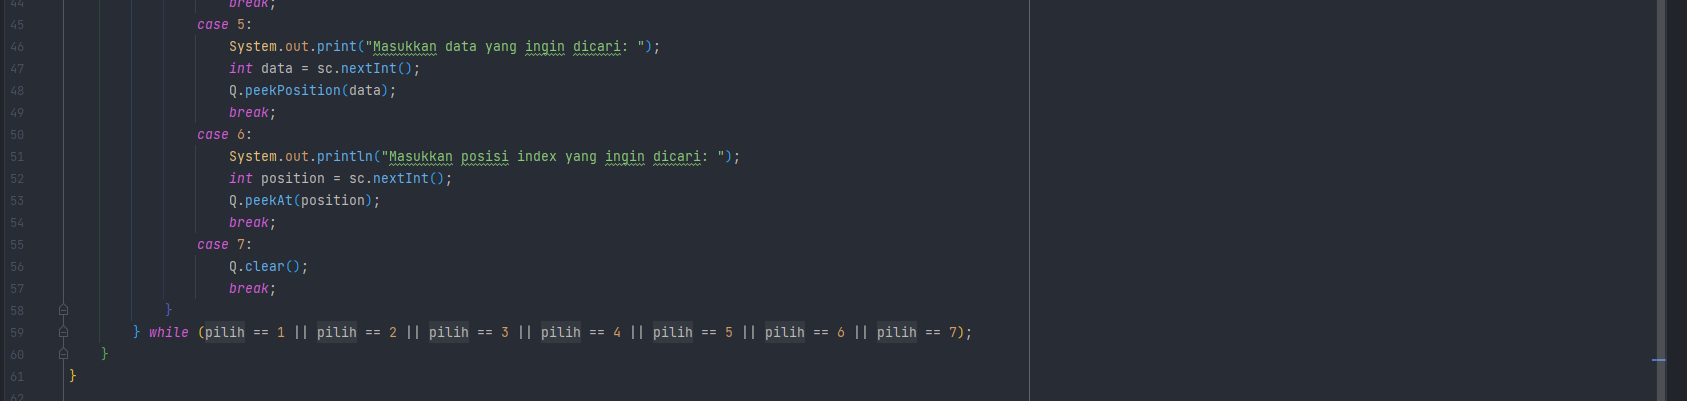 44 break;
45 case 5:
46 System.out.print("Masukkan data yang ingin dicari: ");
47 int data = sc.nextInt();
48 Q.peekPosition(data);
49 break;
50 case 6:
51 System.out.println("Masukkan posisi index yang ingin dicari: ");
52 int position = sc.nextInt();
53 Q.peekAt(position);
54 break;
55 case 7:
56 Q.clear();
57 break;
58 }
59 } while (pilih == 1 || pilih == 2 || pilih == 3 || pilih == 4 || pilih == 5 || pilih == 6 || pilih == 7);
60 }
61 }
62